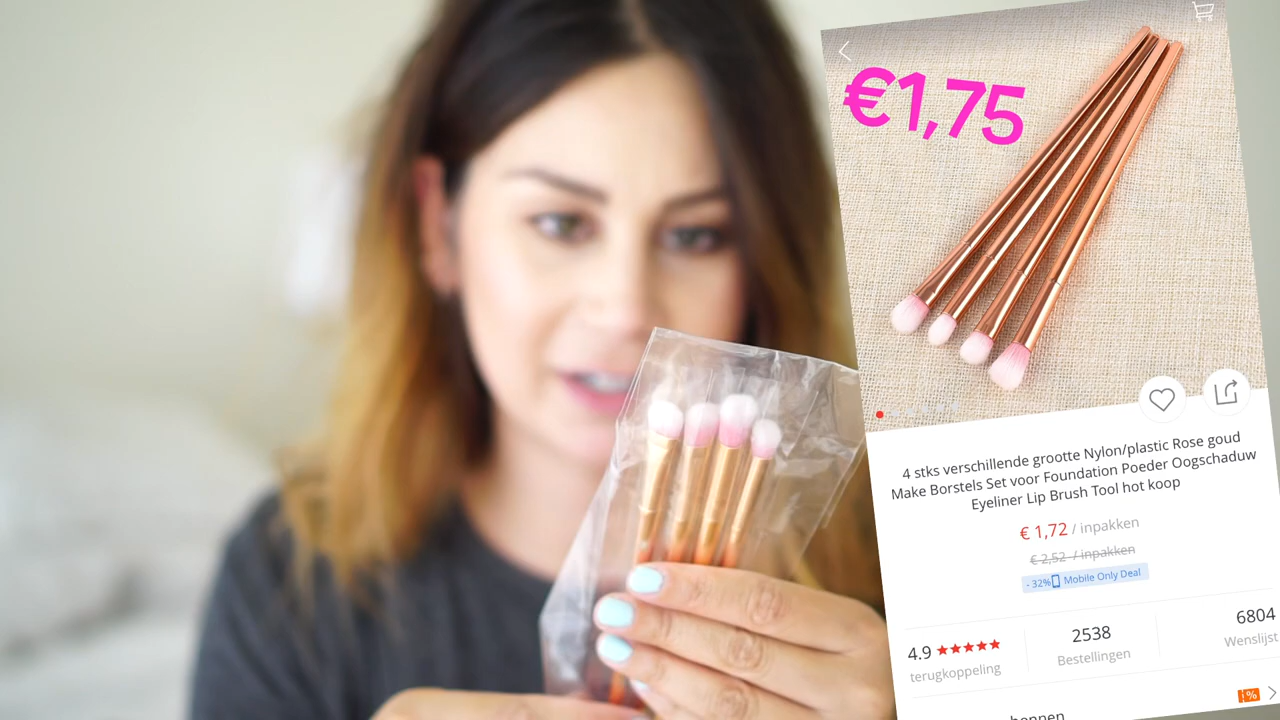 €1,75
4 stks verschillende grootte Nylon/plastic Rose goud
Make Borstels Set voor Foundation Poeder Oogschaduw
Eyeliner Lip Brush Tool hot koop
€ 1,72 / inpakken
€ 2,52 / inpakken
- 32% Mobile Only Deal
4.9
terugkoppeling
2538
Bestellingen
6804
Wenslijst
%